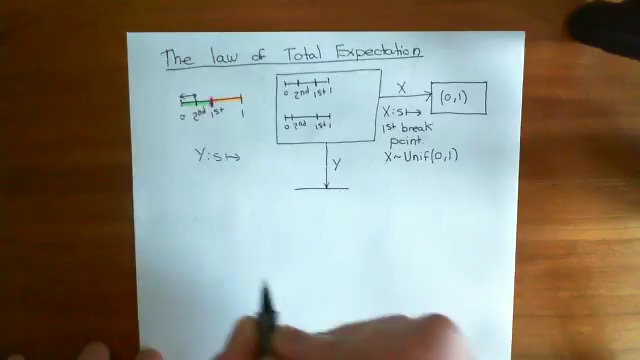 The law of Total Expectation
0 2nd 1st 1
0 2nd 1st 1
0 2nd 1st 1
X
(0,1)
X:s↦
1st break
point.
X~Unif(0,1)
Y
Y:s↦